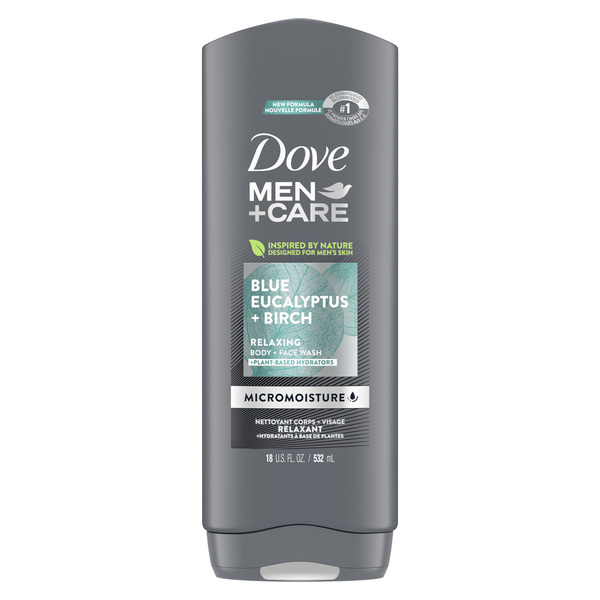 NEW FORMULA
NOUVELLE FORMULE
#1
Dove
MEN
+CARE
INSPIRED BY NATURE
DESIGNED FOR MEN'S SKIN
BLUE
EUCALYPTUS
+ BIRCH
RELAXING
BODY + FACE WASH
+PLANT-BASED HYDRATORS
MICROMOISTURE
NETTOYANT CORPS + VISAGE
RELAXANT
+HYDRATANTS À BASE DE PLANTES
18 U.S. FL. OZ. / 532 mL